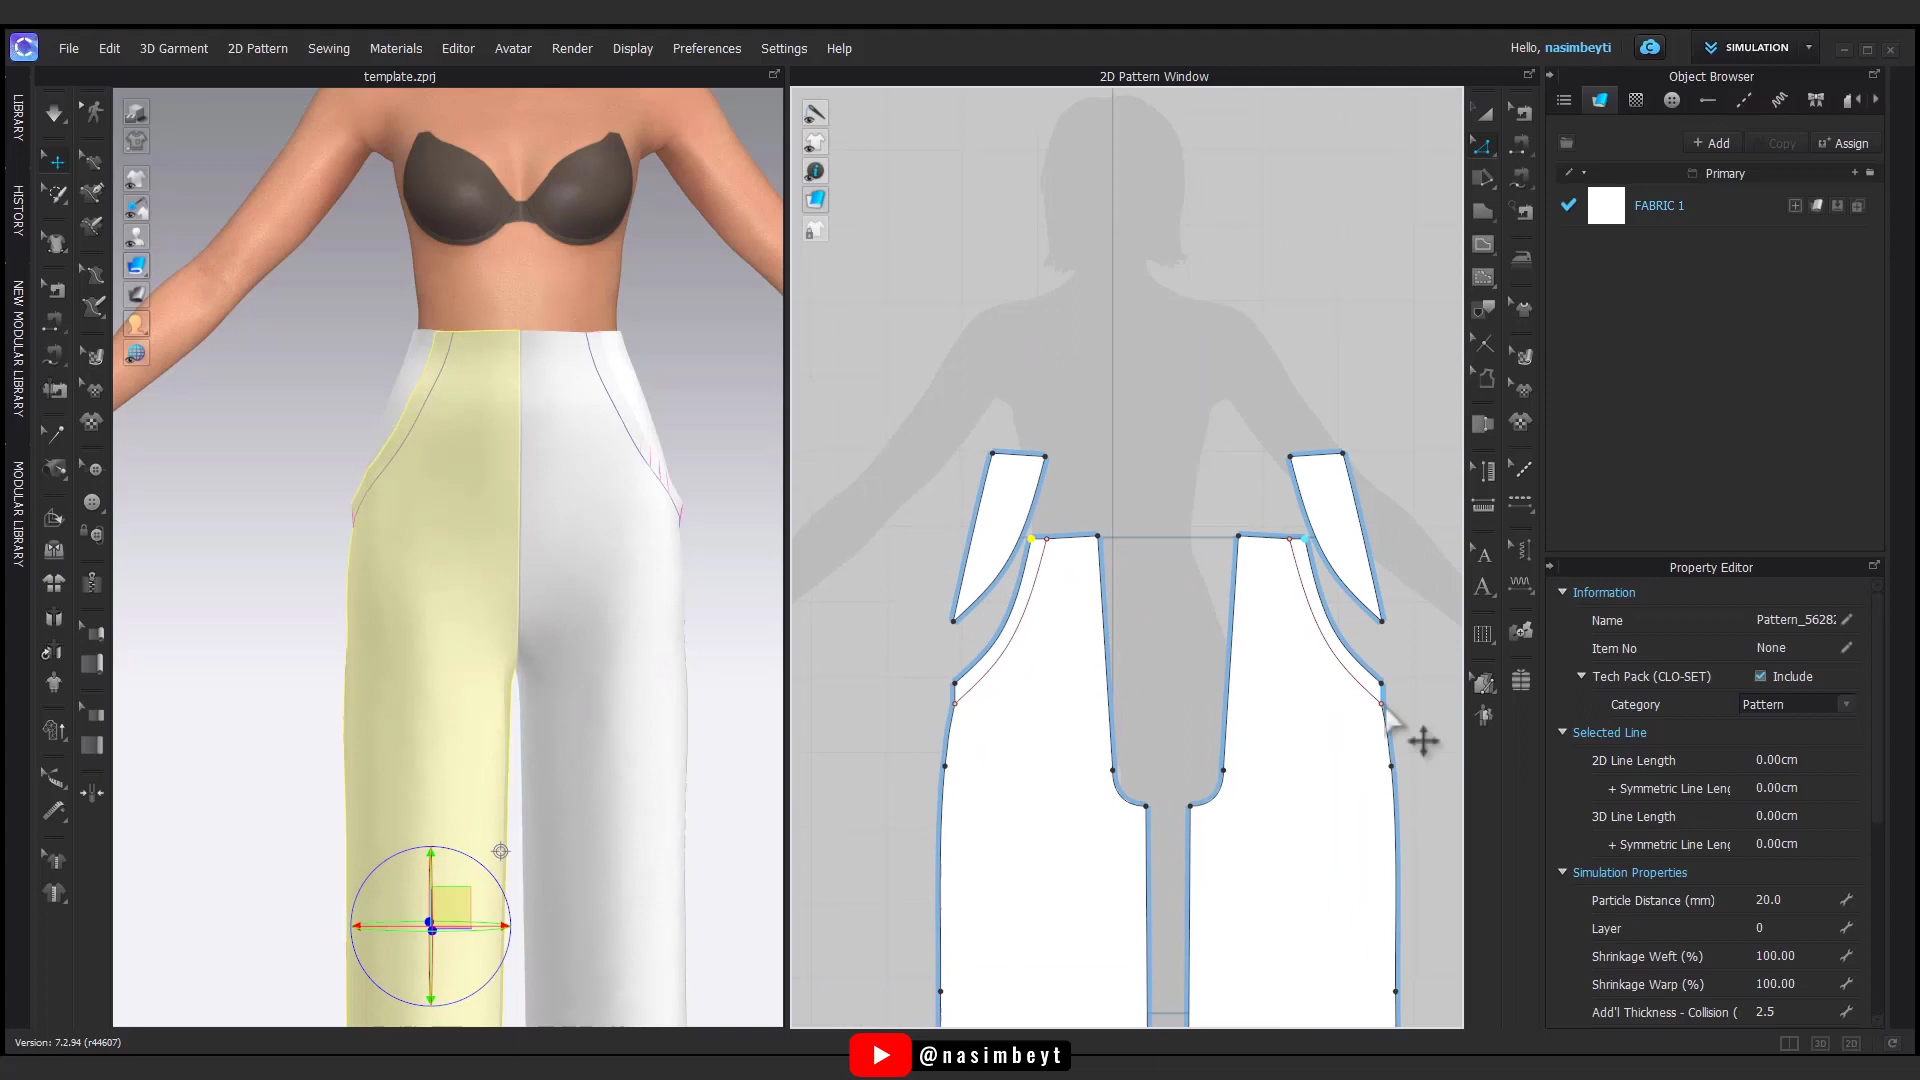 File Edit 3D Garment 2D Pattern Sewing Materials Editor Avatar Render Display Preferences Settings Help
Hello, nasimbeyti
SIMULATION
template.zprj
2D Pattern Window
Object Browser
LIBRARY
HISTORY
NEW MODULAR LIBRARY
MODULAR LIBRARY
+ Add
Copy
Assign
Primary
FABRIC 1
Property Editor
Information
Name Pattern_5628
Item No None
Tech Pack (CLO-SET) Include
Category Pattern
Selected Line
2D Line Length 0.00cm
+ Symmetric Line Leng 0.00cm
3D Line Length 0.00cm
+ Symmetric Line Leng 0.00cm
Simulation Properties
Particle Distance (mm) 20.0
Layer 0
Shrinkage Weft (%) 100.00
Shrinkage Warp (%) 100.00
Add'l Thickness - Collision ( 2.5
Version: 7.2.94 (r44607)
3D
2D
@nasimbeyt